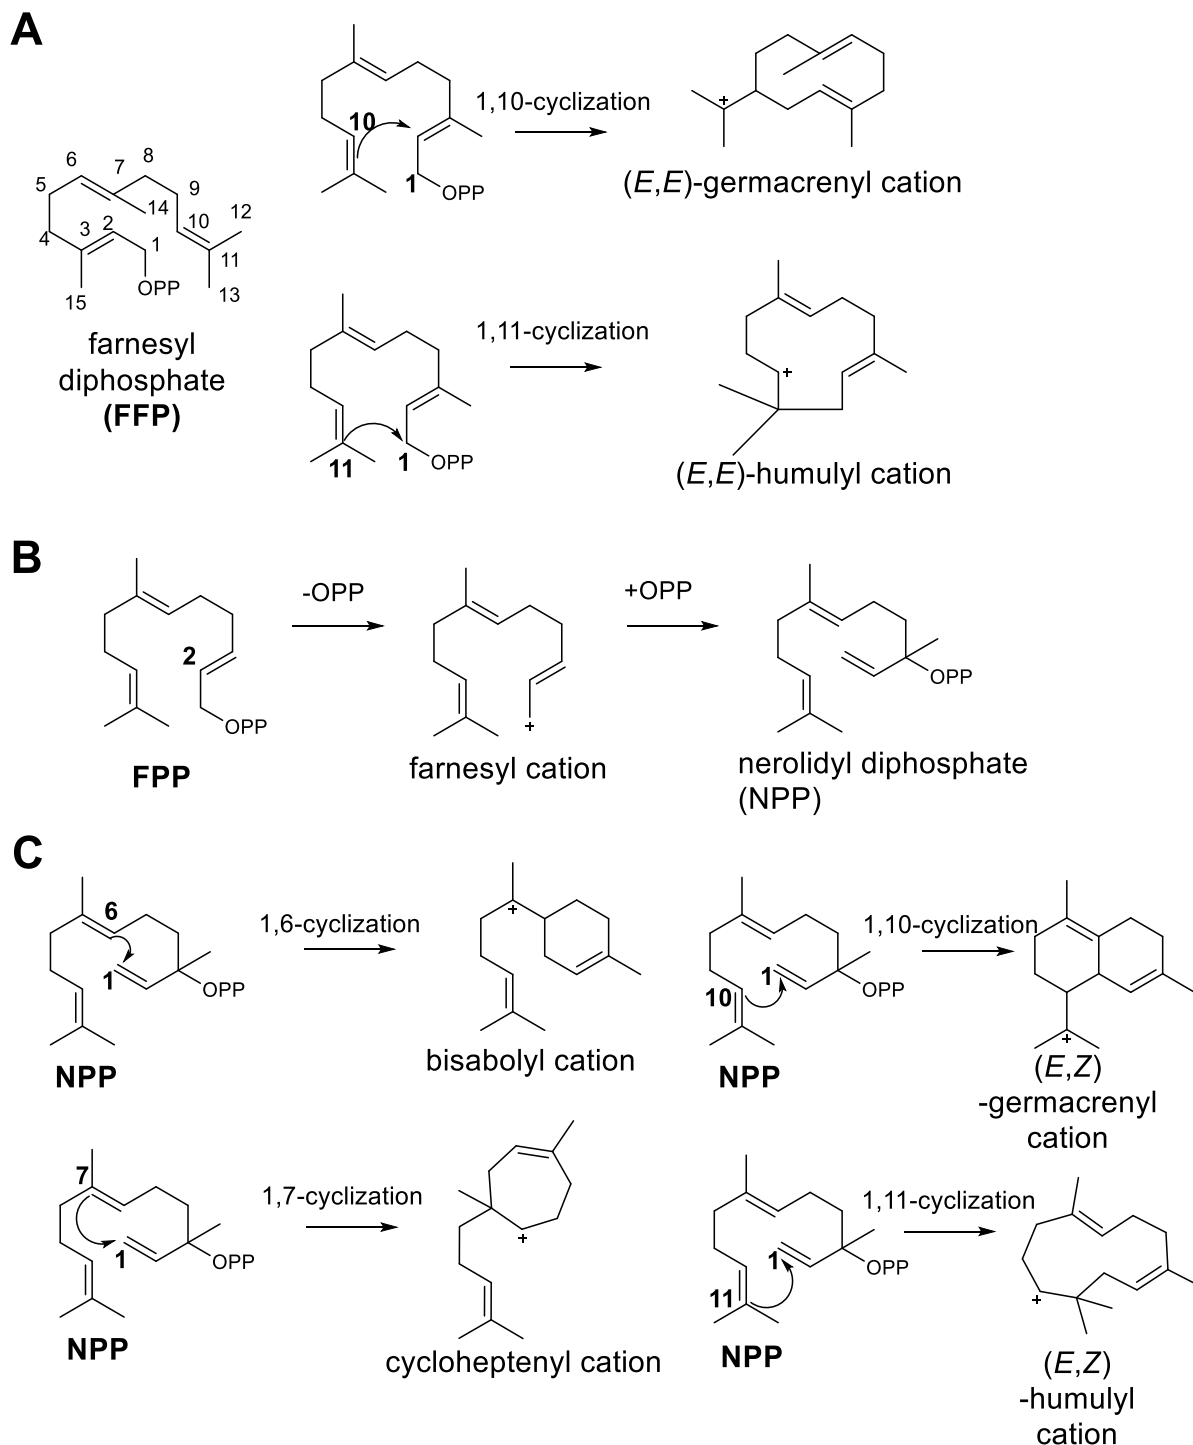 A
10
1
OPP
1,10-cyclization
+
(E,E)-germacrenyl cation
1
2
3
4
5
6
7
8
9
10
11
12
13
14
15
OPP
farnesyl
diphosphate
(FFP)
11
1
OPP
1,11-cyclization
+
(E,E)-humulyl cation
B
2
OPP
FPP
-OPP
+
farnesyl cation
+OPP
OPP
nerolidyl diphosphate
(NPP)
C
6
1
OPP
NPP
1,6-cyclization
+
bisabolyl cation
10
1
OPP
NPP
1,10-cyclization
+
(E,Z)
-germacrenyl
cation
7
1
OPP
NPP
1,7-cyclization
+
cycloheptenyl cation
11
1
OPP
NPP
1,11-cyclization
+
(E,Z)
-humulyl
cation